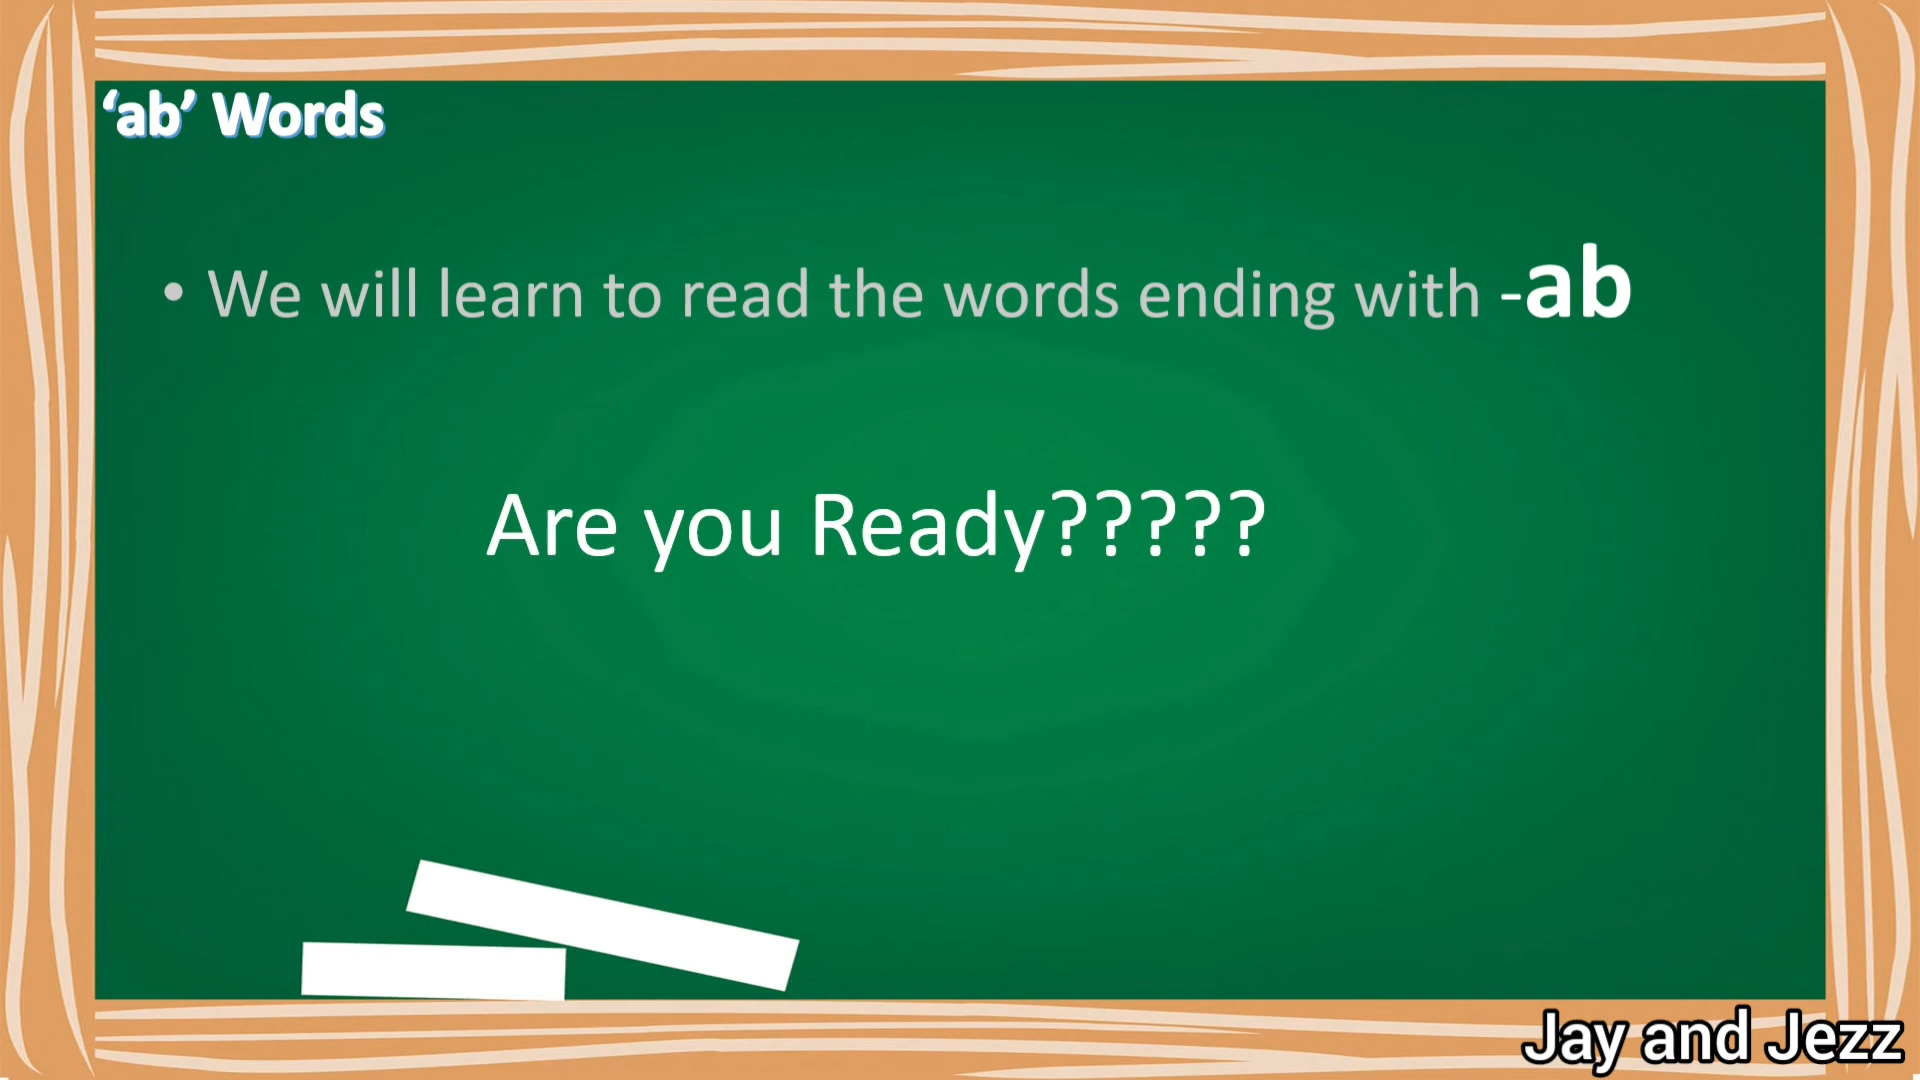 ‘ab’ Words
• We will learn to read the words ending with -ab
Are you Ready?????
Jay and Jezz